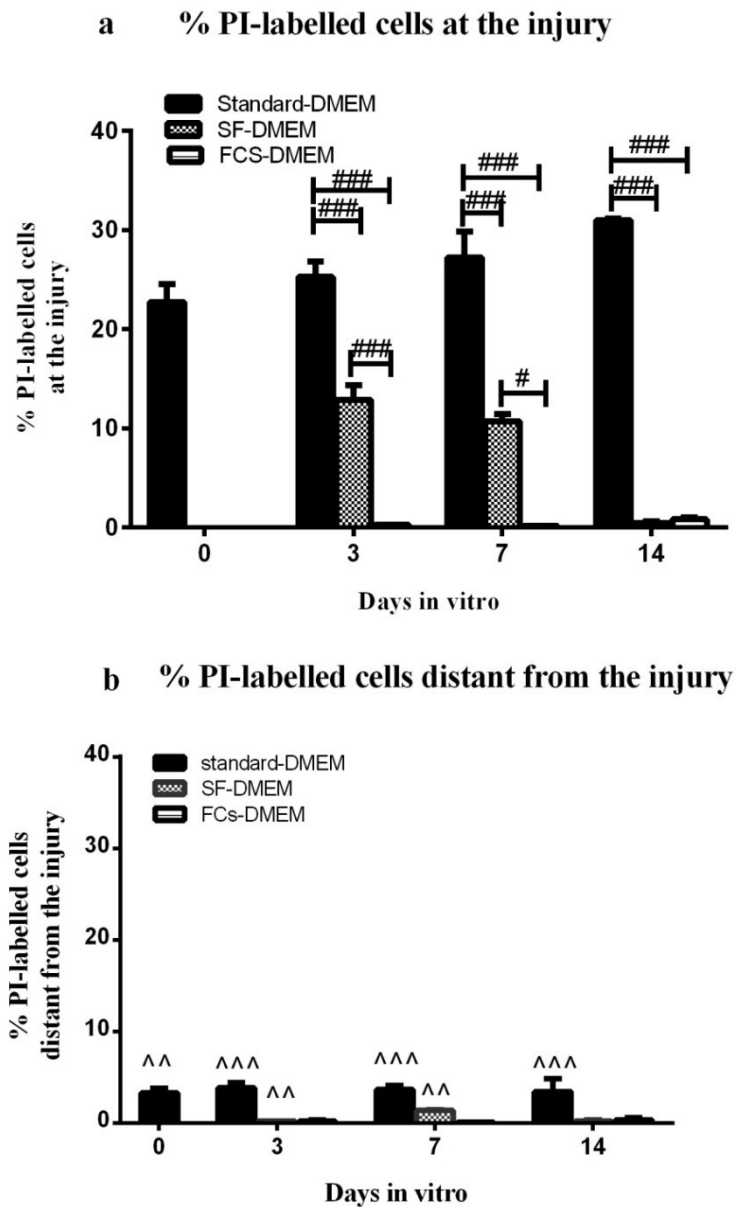 a % PI-labelled cells at the injury
Standard-DMEM
SF-DMEM
FCS-DMEM
% PI-labelled cells
at the injury
40
30
20
10
0
###
###
###
###
###
###
###
#
0 3 7 14
Days in vitro
b % PI-labelled cells distant from the injury
standard-DMEM
SF-DMEM
FCs-DMEM
% PI-labelled cells
distant from the injury
40
30
20
10
0
^^ ^^^ ^^ ^^^ ^^ ^^^
0 3 7 14
Days in vitro